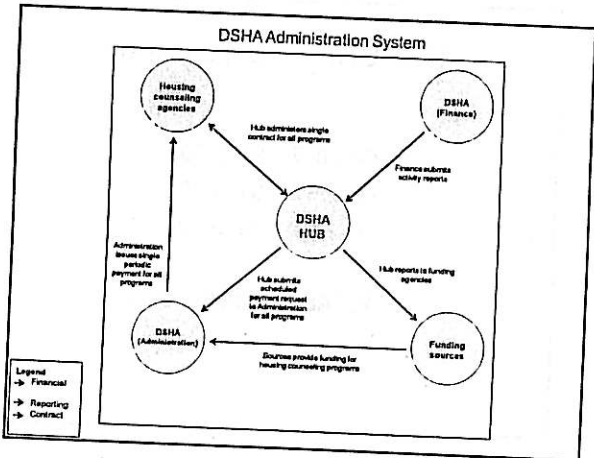 DSHA Administration System
Housing
counseling
agencies
DSHA
(Finance)
Hub administers single
contract for all programs
Finance submits
activity reports
DSHA
HUB
Administration
issues single
periodic
payment for all
programs
Hub submits
scheduled
payment request
to Administration
for all programs
Hub reports to funding
agencies
DSHA
(Administration)
Funding
sources
Sources provide funding for
housing counseling programs
Legend
Financial
Reporting
Contract